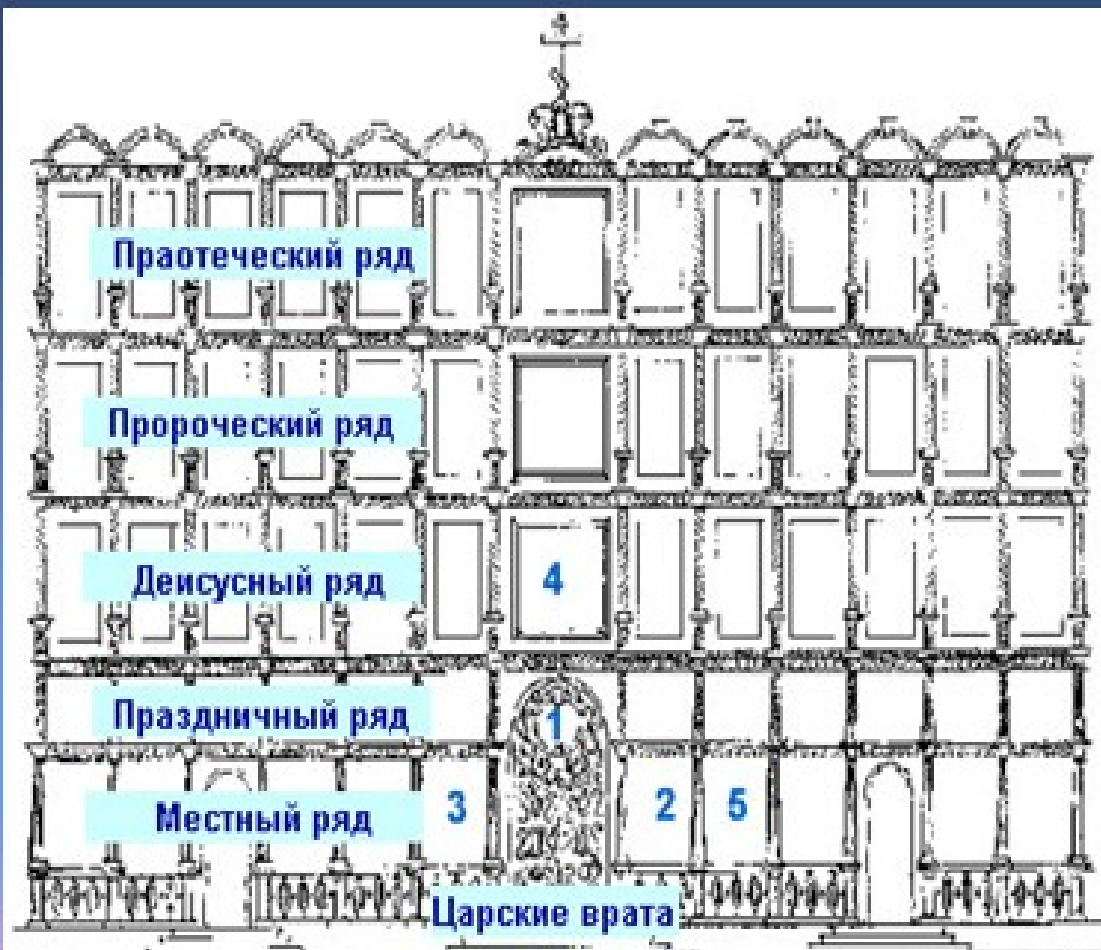 Праотеческий ряд
Пророческий ряд
Деисусный ряд
4
Праздничный ряд
1
Местный ряд
3
2
5
Царские врата